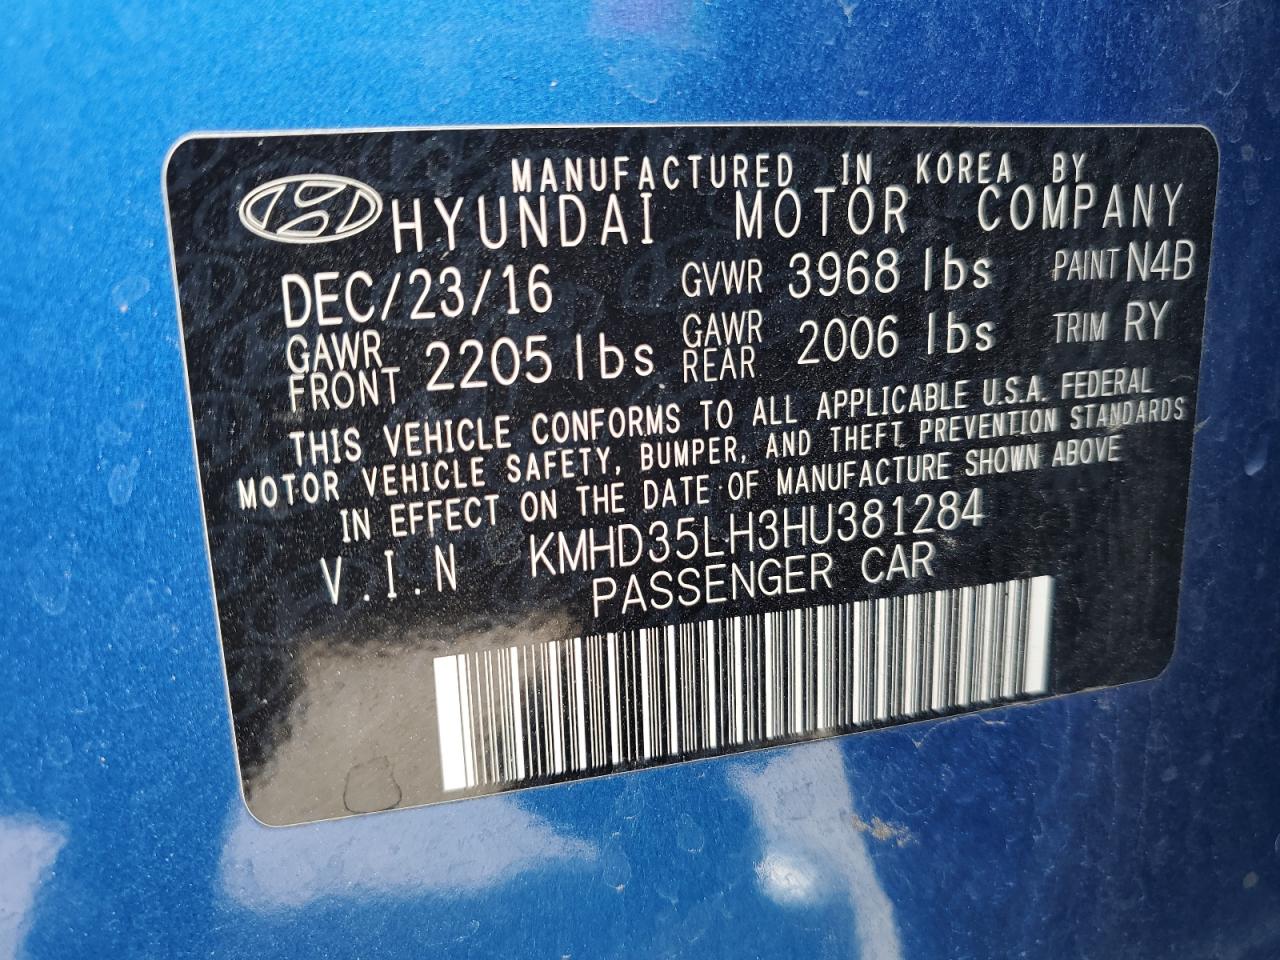 MANUFACTURED IN KOREA BY
HYUNDAI MOTOR COMPANY
DEC/23/16 GVWR 3968 lbs PAINT N4B
GAWR FRONT 2205 lbs GAWR REAR 2006 lbs TRIM RY
THIS VEHICLE CONFORMS TO ALL APPLICABLE U.S.A. FEDERAL
MOTOR VEHICLE SAFETY, BUMPER, AND THEFT PREVENTION STANDARDS
IN EFFECT ON THE DATE OF MANUFACTURE SHOWN ABOVE
V.I.N KMHD35LH3HU381284
PASSENGER CAR